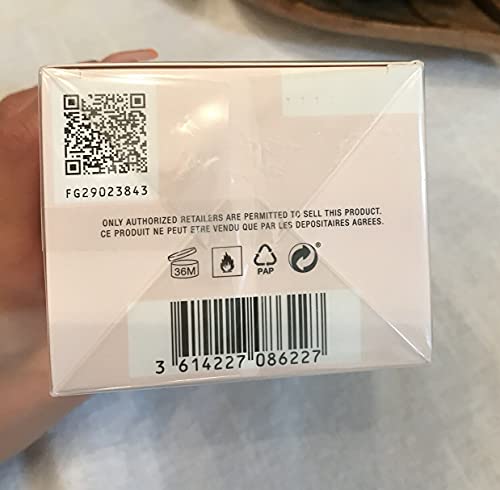 FG29023843
ONLY AUTHORIZED RETAILERS ARE PERMITTED TO SELL THIS PRODUCT.
CE PRODUIT NE PEUT ETRE VENDU QUE PAR LES DEPOSITAIRES AGREES.
36M
PAP
®
3 614227 086227